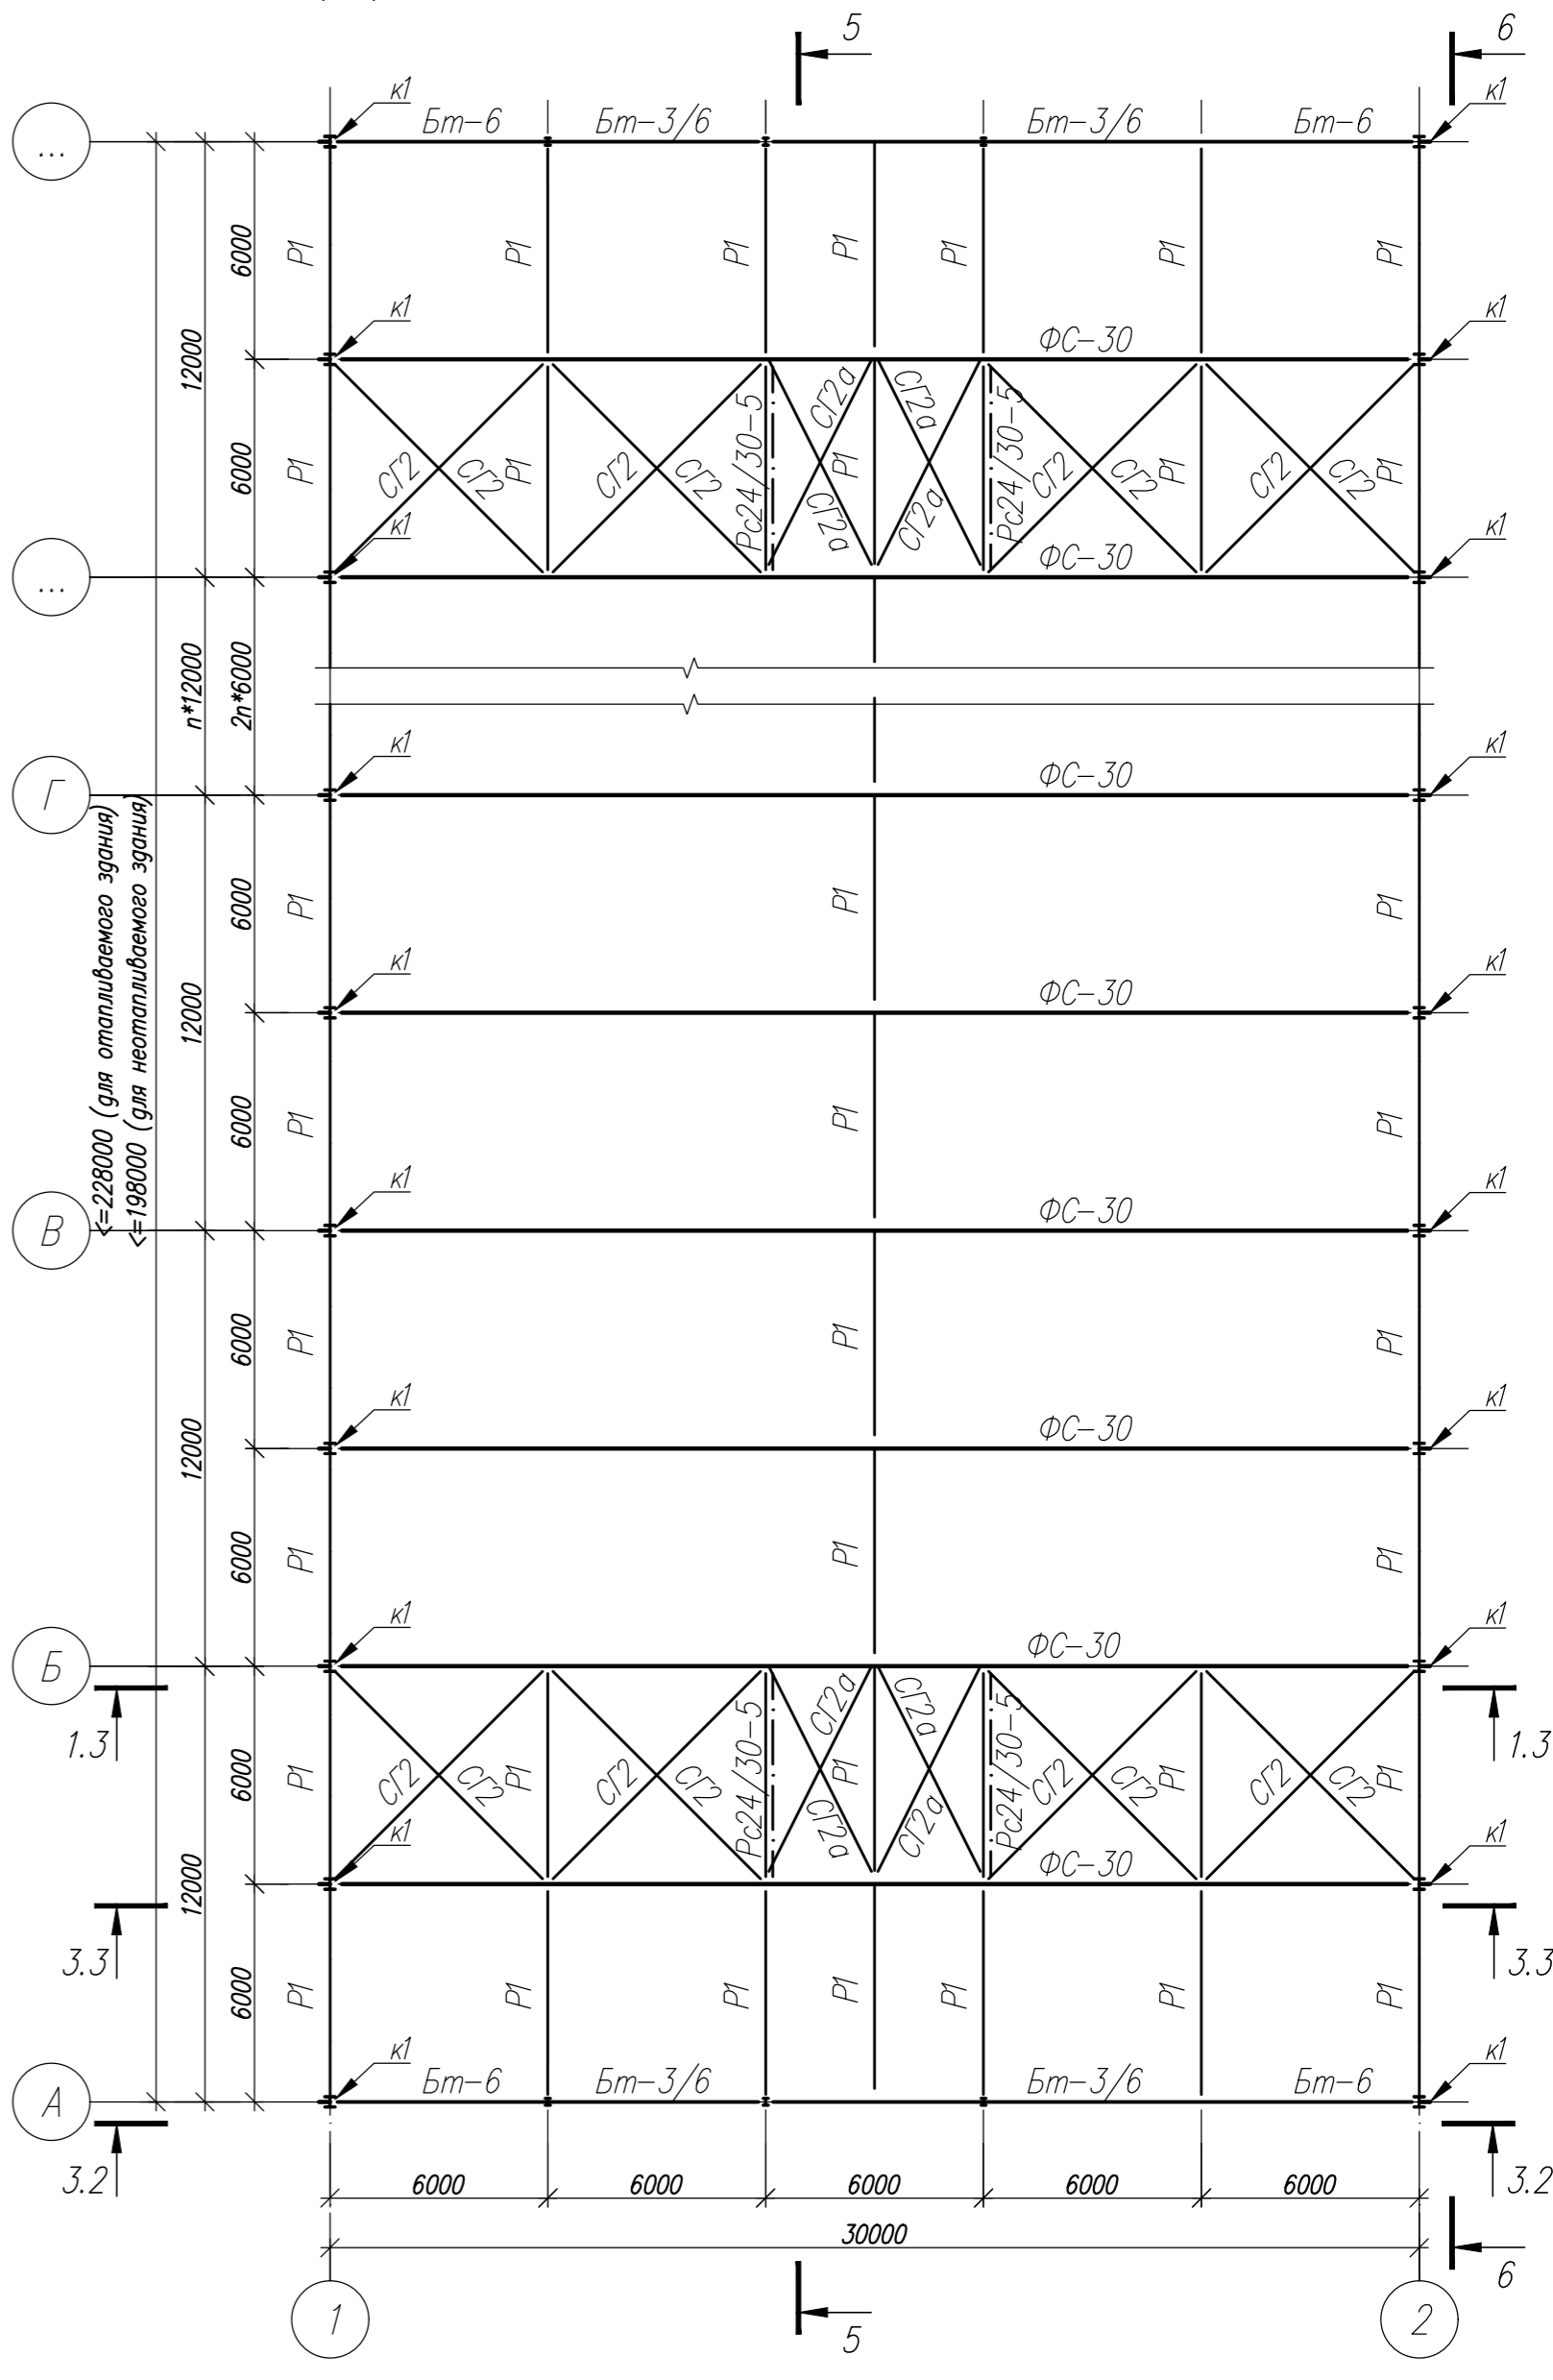 5
6
к1
к1
Бт-6
Бт-3/6
Бт-3/6
Бт-6
...
6000
Р1
Р1
Р1
Р1
Р1
Р1
Р1
12000
к1
ФС-30
к1
6000
Р1
СГ2
СГ2
Р1
СГ2
СГ2
Рс24/30-5
СГ2а
СГ2а
Р1
СГ2а
СГ2а
Рс24/30-5
СГ2
СГ2
Р1
СГ2
СГ2
Р1
к1
ФС-30
к1
...
n*12000
2n*6000
к1
ФС-30
к1
Г
<=228000 (для отапливаемого здания)
<=198000 (для неотапливаемого здания)
6000
Р1
Р1
Р1
12000
к1
ФС-30
к1
6000
Р1
Р1
Р1
к1
ФС-30
к1
В
6000
Р1
Р1
Р1
12000
к1
ФС-30
к1
6000
Р1
Р1
Р1
к1
ФС-30
к1
Б
1.3
1.3
6000
Р1
СГ2
СГ2
Р1
СГ2
СГ2
Рс24/30-5
СГ2а
СГ2а
Р1
СГ2а
СГ2а
Рс24/30-5
СГ2
СГ2
Р1
СГ2
СГ2
Р1
12000
к1
ФС-30
к1
3.3
3.3
6000
Р1
Р1
Р1
Р1
Р1
Р1
Р1
к1
к1
Бт-6
Бт-3/6
Бт-3/6
Бт-6
А
3.2
3.2
6000
6000
6000
6000
6000
30000
6
1
5
2